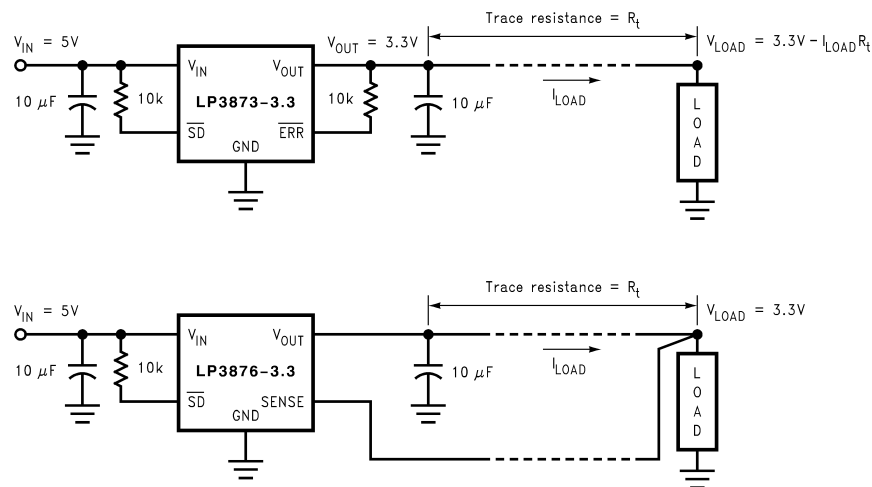 Trace resistance = Rt
VIN = 5V
VOUT = 3.3V
VLOAD = 3.3V - ILOADRt
VIN
VOUT
10 μF
10k
LP3873-3.3
10k
10 μF
ILOAD
SD
ERR
GND
LOAD
Trace resistance = Rt
VIN = 5V
VLOAD = 3.3V
VIN
VOUT
10 μF
10k
LP3876-3.3
10 μF
ILOAD
SD
SENSE
GND
LOAD